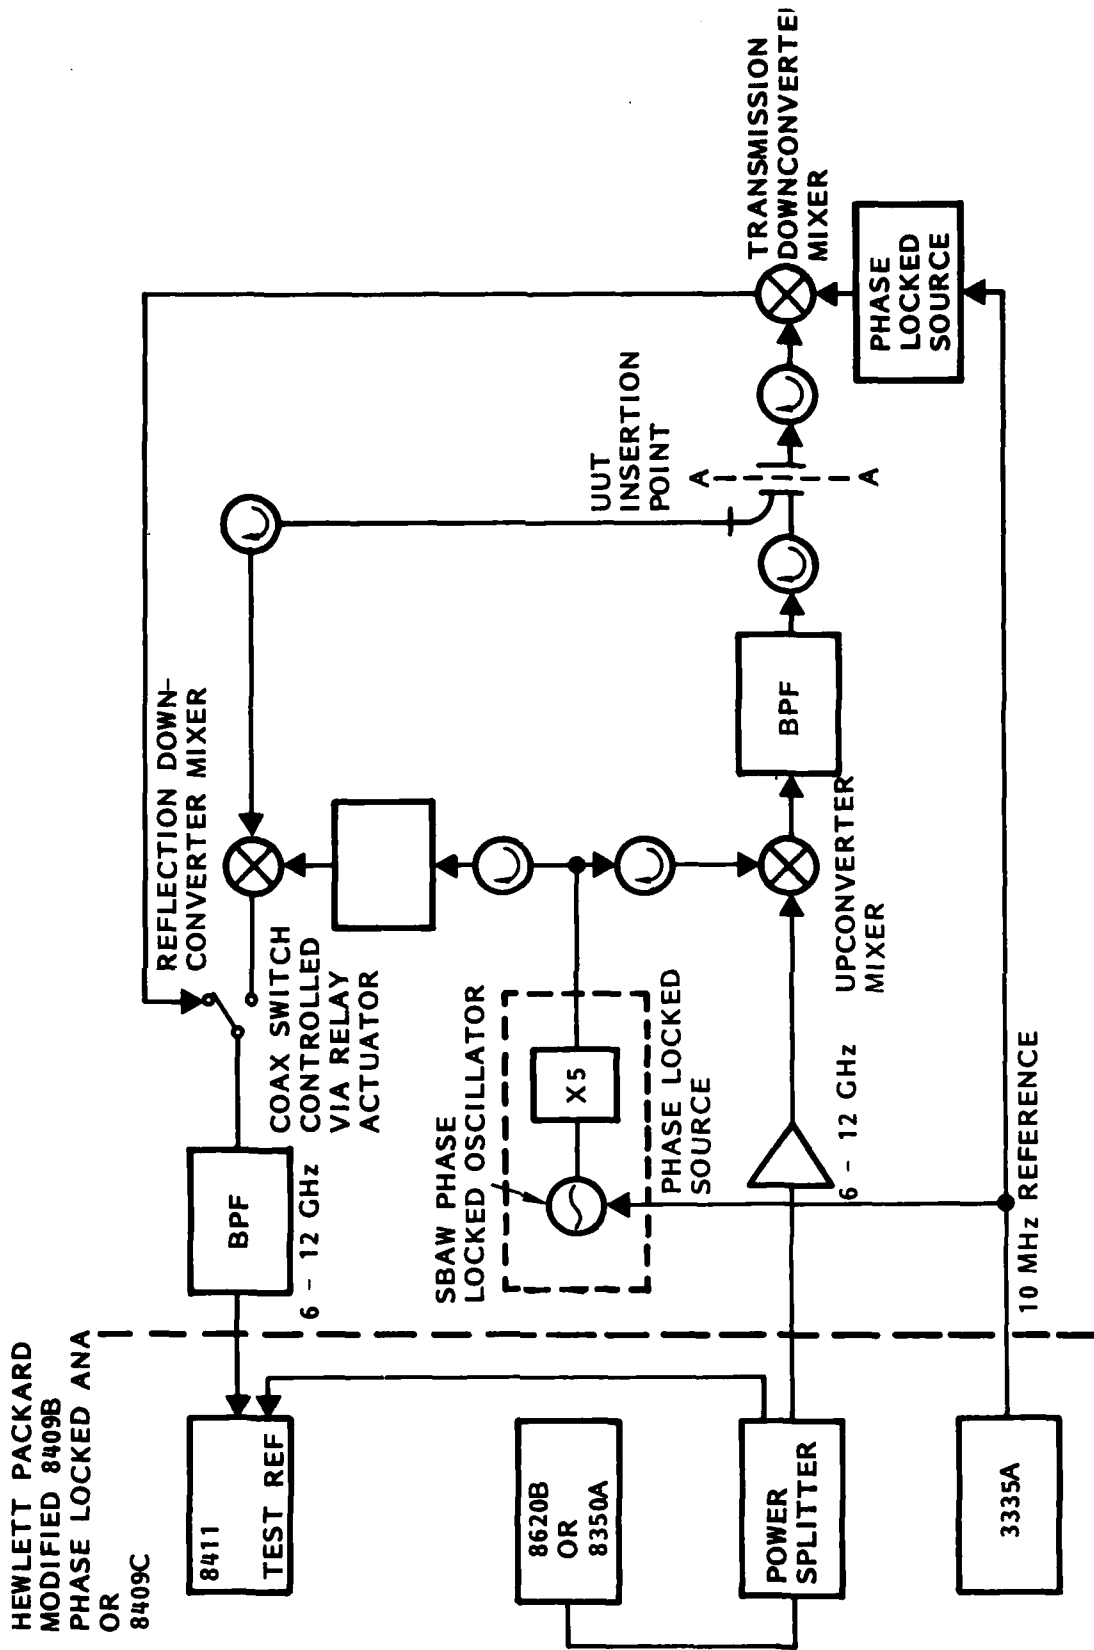 HEWLETT PACKARD
MODIFIED 8409B
PHASE LOCKED ANA
OR
8409C
8411
TEST REF
8620B
OR
8350A
POWER
SPLITTER
3335A
BPF
6 - 12 GHz
COAX SWITCH
CONTROLLED
VIA RELAY
ACTUATOR
REFLECTION DOWN-
CONVERTER MIXER
SBAW PHASE
LOCKED OSCILLATOR
X5
PHASE LOCKED
SOURCE
6 - 12 GHz
10 MHz REFERENCE
UPCONVERTER
MIXER
BPF
UUT
INSERTION
POINT
A
A
TRANSMISSION
DOWNCONVERTE
MIXER
PHASE
LOCKED
SOURCE